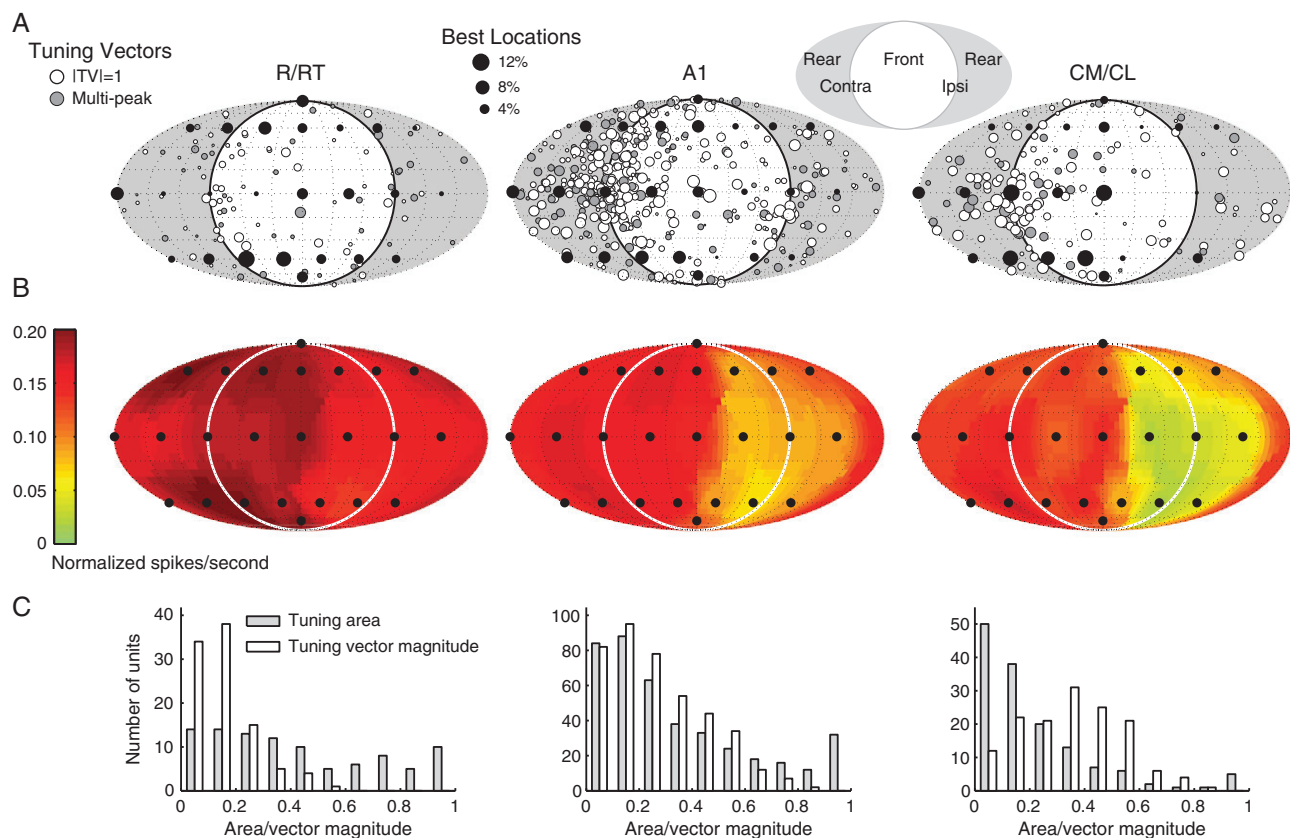 A
Tuning Vectors
|TV|=1
Multi-peak
R/RT
Best Locations
12%
8%
4%
A1
Rear
Front
Rear
Contra
Ipsi
CM/CL
B
0.20
0.15
0.10
0.05
0
Normalized spikes/second
C
Number of units
40
30
20
10
0
Tuning area
Tuning vector magnitude
0
0.2
0.4
0.6
0.8
1
Area/vector magnitude
100
80
60
40
20
0
0
0.2
0.4
0.6
0.8
1
Area/vector magnitude
50
40
30
20
10
0
0
0.2
0.4
0.6
0.8
1
Area/vector magnitude